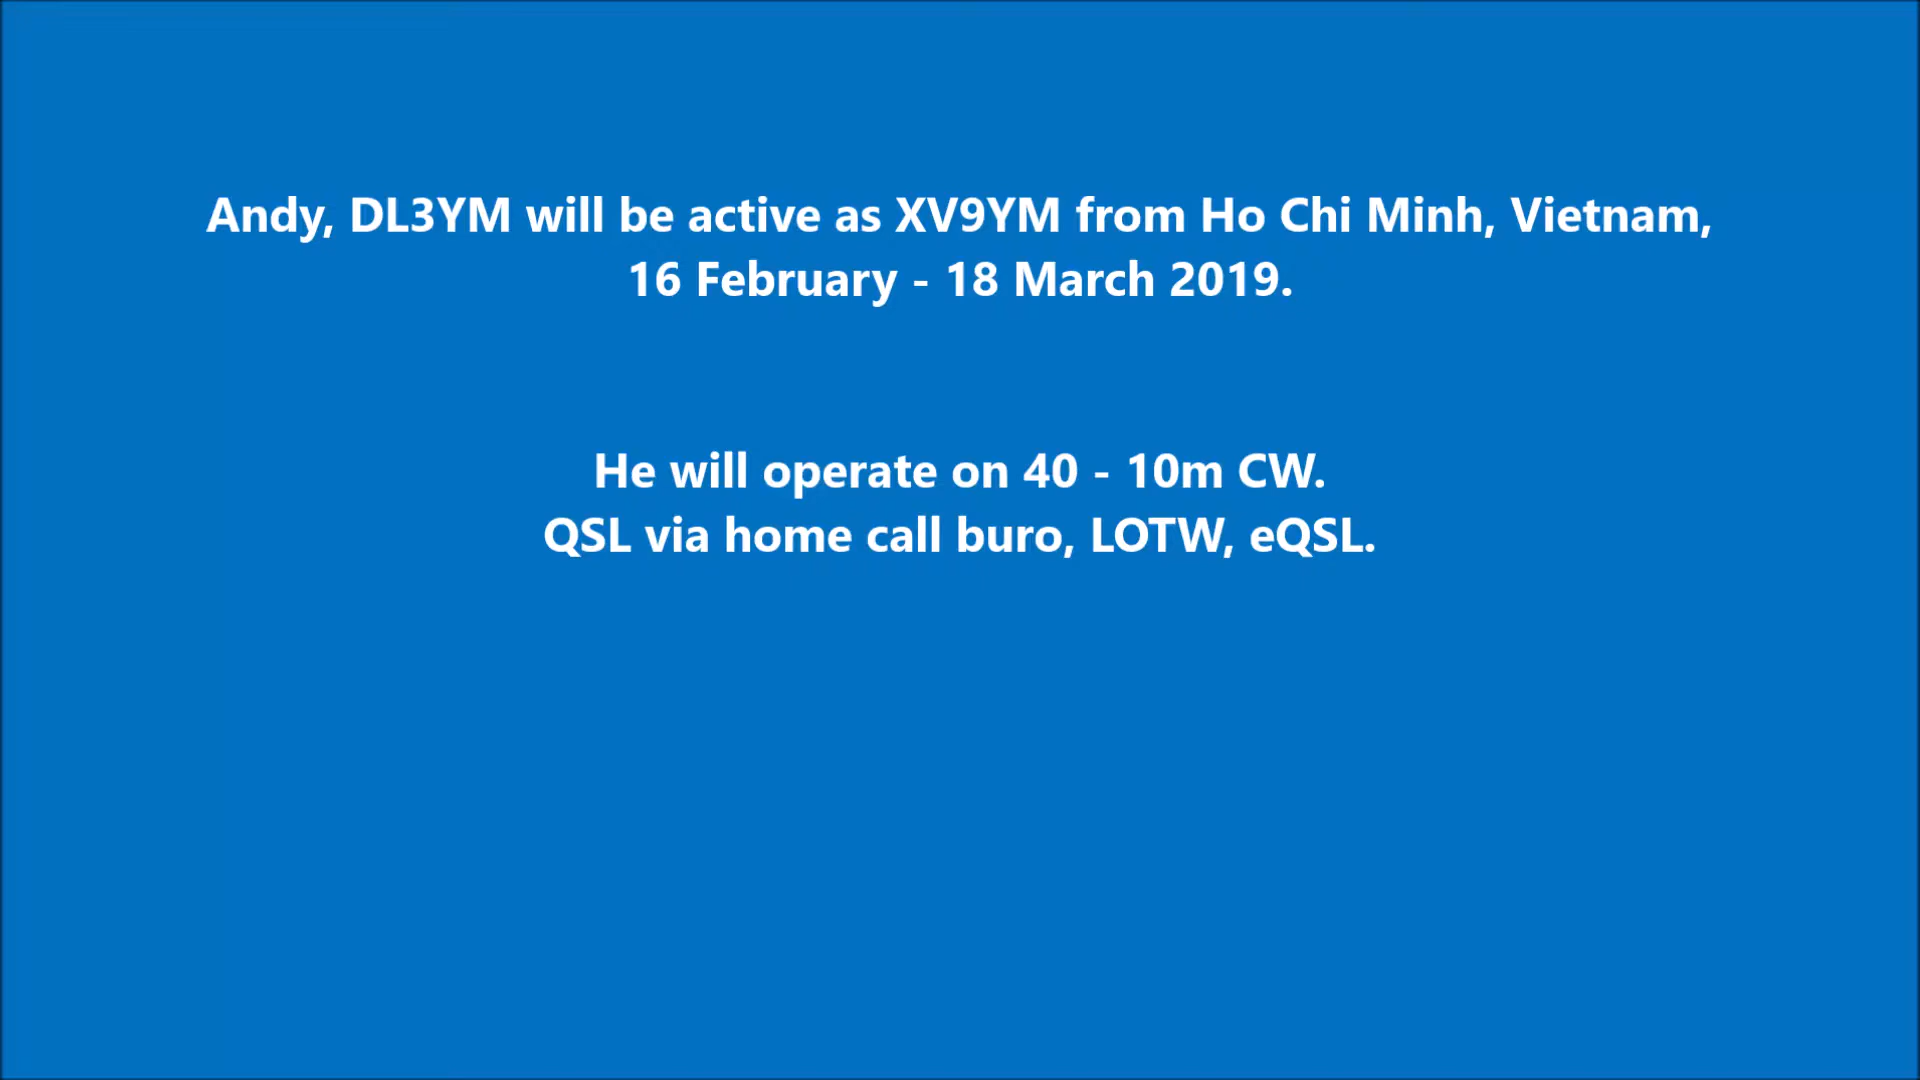 Andy, DL3YM will be active as XV9YM from Ho Chi Minh, Vietnam,
16 February - 18 March 2019.
He will operate on 40 - 10m CW.
QSL via home call buro, LOTW, eQSL.